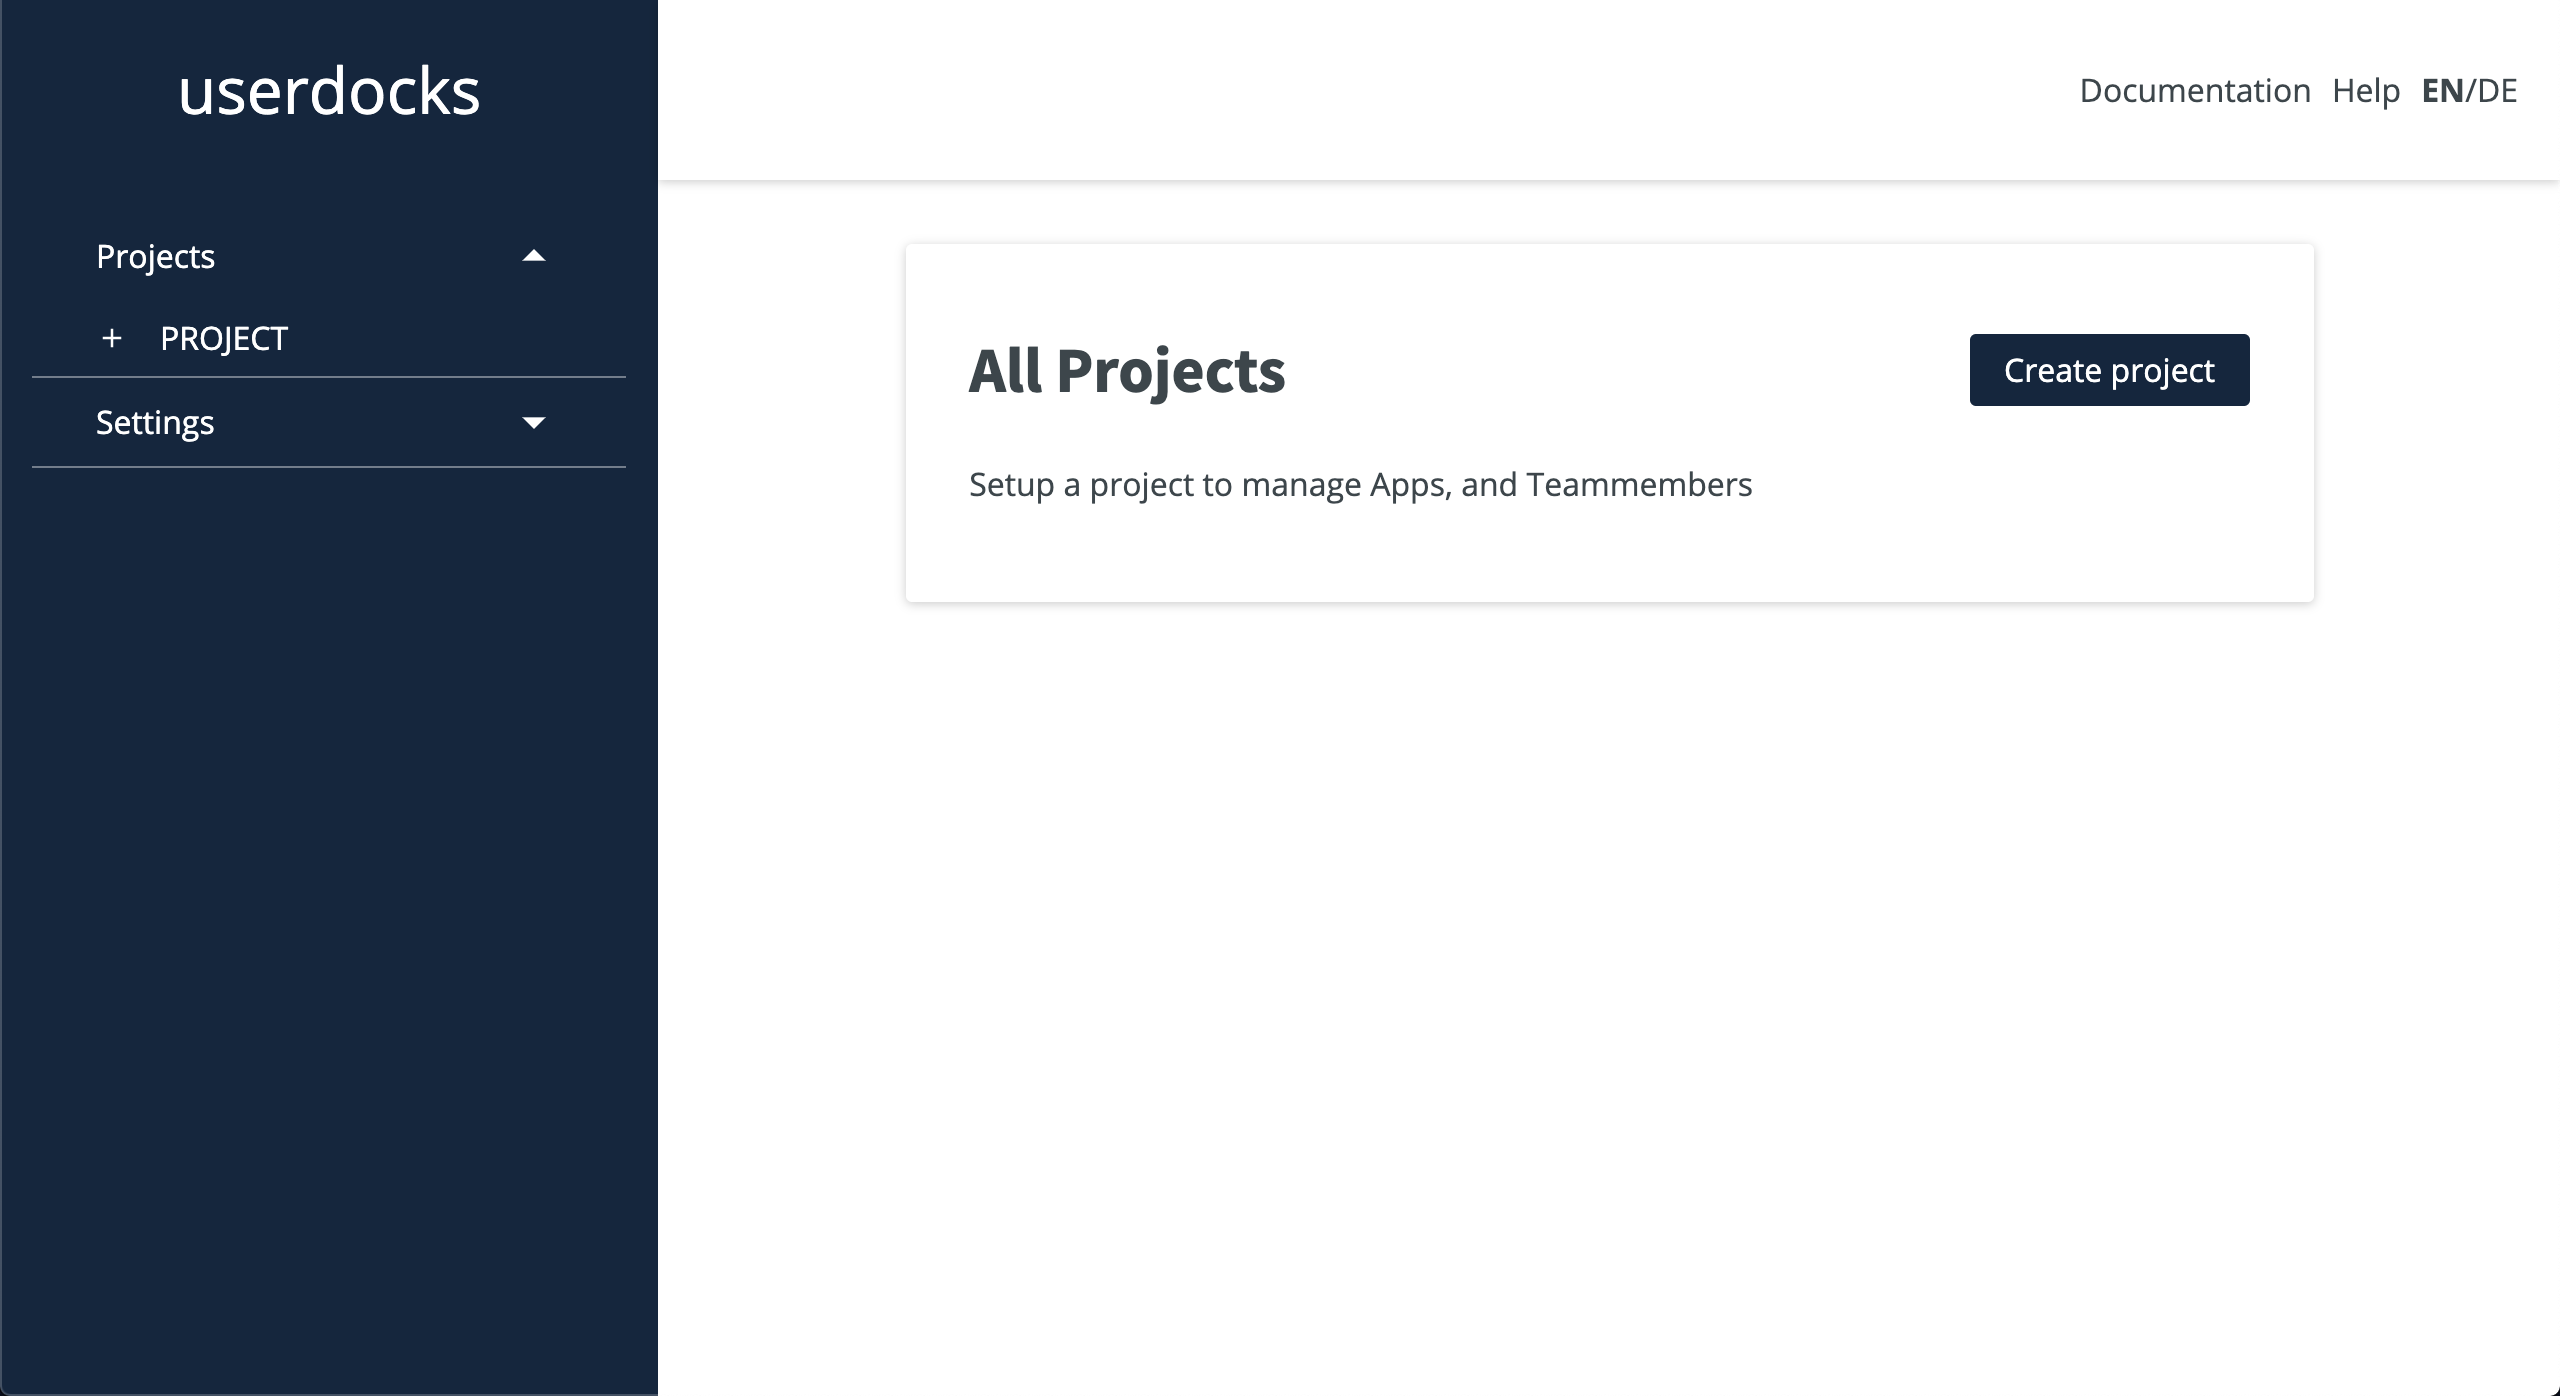 userdocks
Documentation Help EN/DE
Projects
+ PROJECT
Settings
All Projects
Create project
Setup a project to manage Apps, and Teammembers